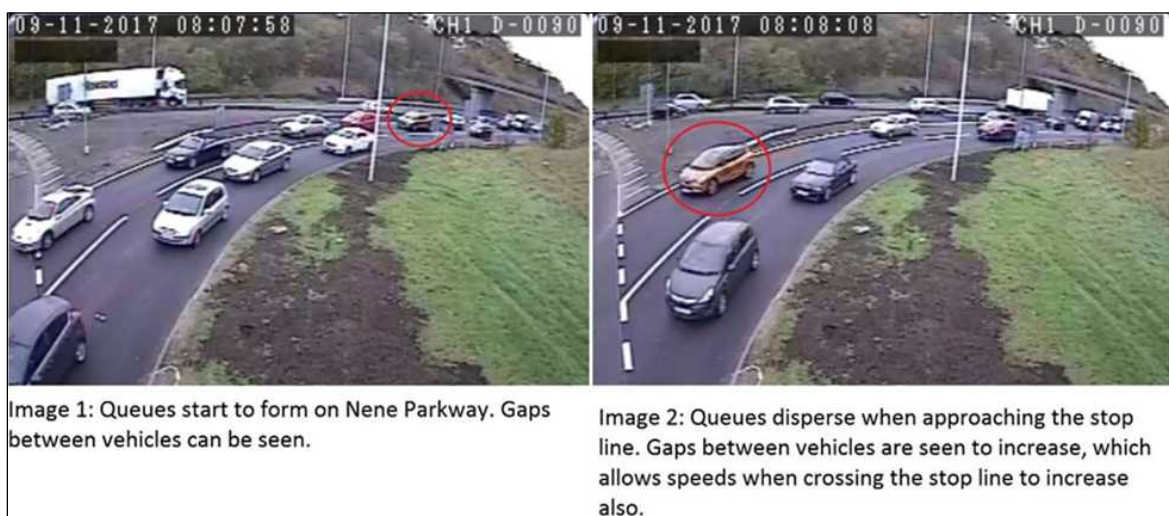 09-11-2017 08:07:58 CH1 D-0090
09-11-2017 08:08:08 CH1 D-0090
Image 1: Queues start to form on Nene Parkway. Gaps
between vehicles can be seen.
Image 2: Queues disperse when approaching the stop
line. Gaps between vehicles are seen to increase, which
allows speeds when crossing the stop line to increase
also.